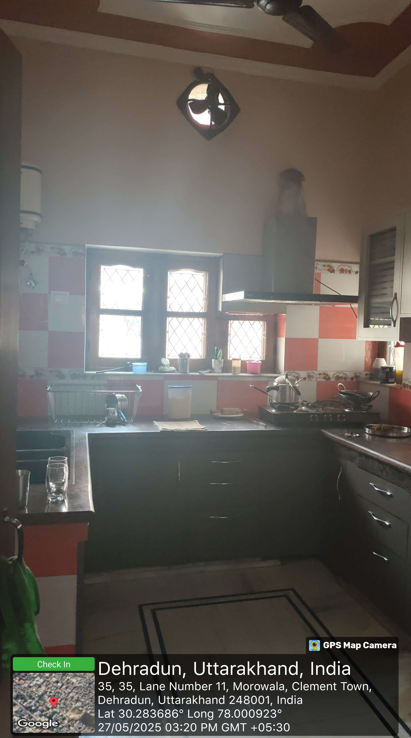 GPS Map Camera
Check In
Dehradun, Uttarakhand, India
35, 35, Lane Number 11, Morowala, Clement Town,
Dehradun, Uttarakhand 248001, India
Lat 30.283686° Long 78.000923°
27/05/2025 03:20 PM GMT +05:30
Google